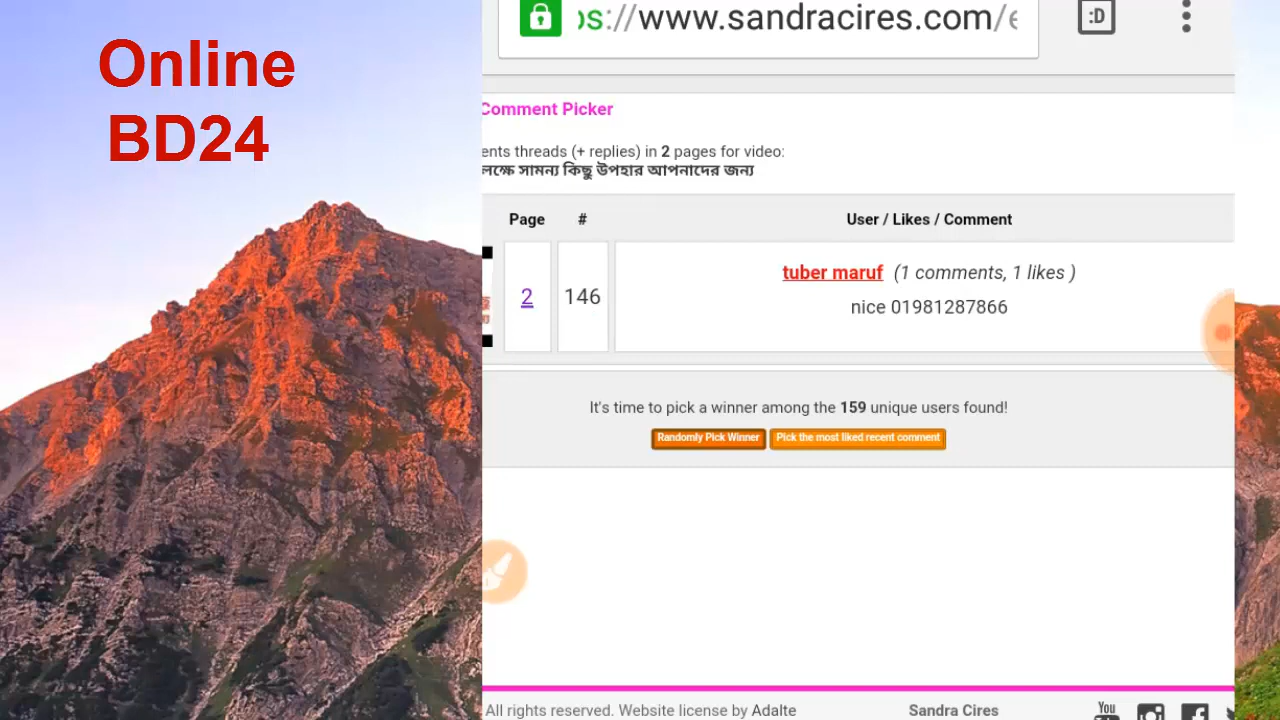 Online
BD24
os://www.sandracires.com/e
:D
Comment Picker
ents threads (+ replies) in 2 pages for video:
লক্ষে সামন্য কিছু উপহার আপনাদের জন্য
Page # User / Likes / Comment
2 146 tuber maruf (1 comments, 1 likes )
nice 01981287866
It's time to pick a winner among the 159 unique users found!
Randomly Pick Winner Pick the most liked recent comment
All rights reserved. Website license by Adalte Sandra Cires You